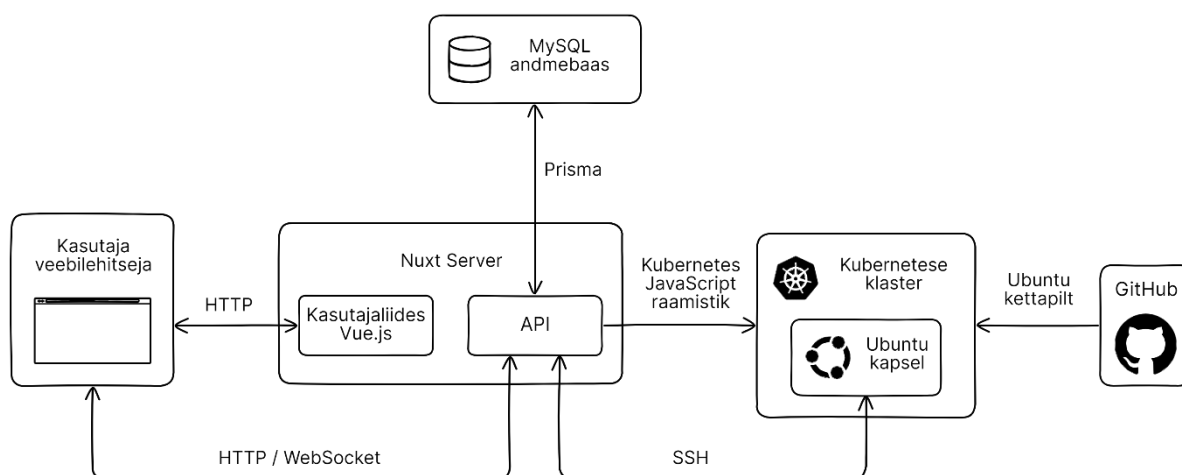 MySQL
andmebaas
Prisma
Kasutaja
veebilehitseja
HTTP
Nuxt Server
Kasutajaliides
Vue.js
API
Kubernetes
JavaScript
raamistik
Kubernetese
klaster
Ubuntu
kapsel
Ubuntu
kettapilt
GitHub
HTTP / WebSocket
SSH